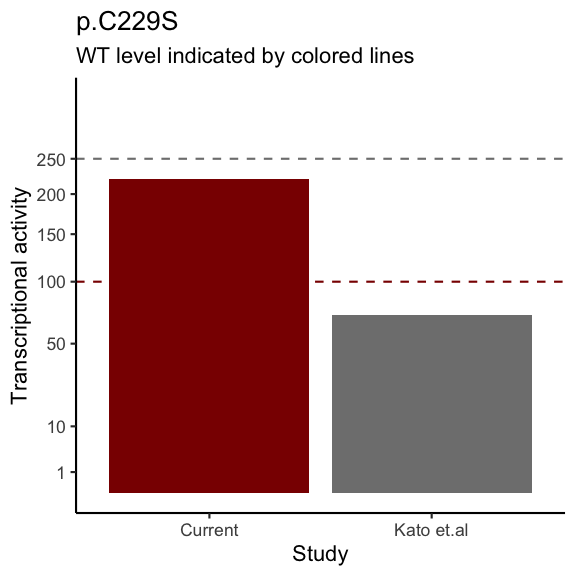 p.C229S
WT level indicated by colored lines
Transcriptional activity
250
200
150
100
50
10
1
Current
Kato et.al
Study